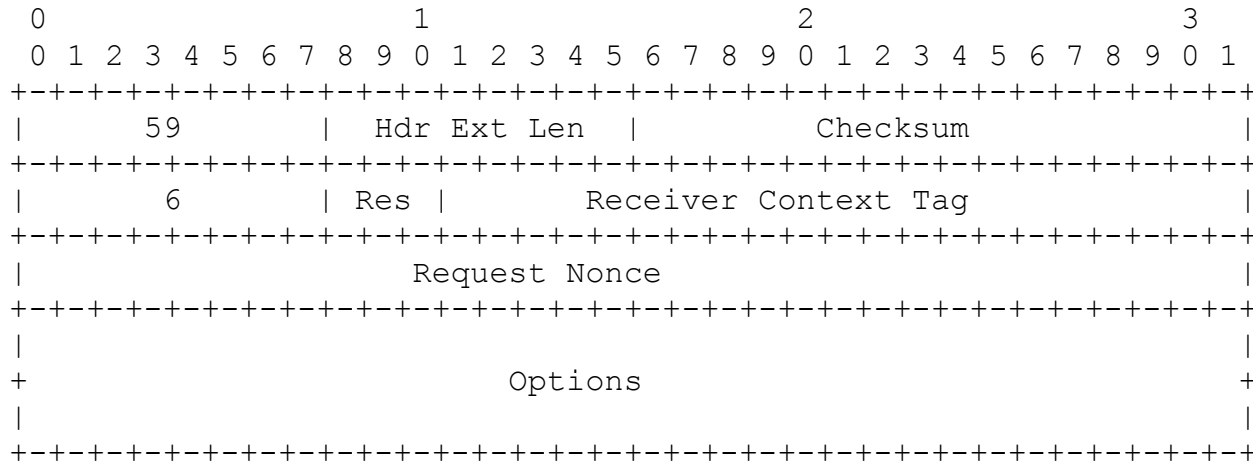 0                   1                   2                   3
 0 1 2 3 4 5 6 7 8 9 0 1 2 3 4 5 6 7 8 9 0 1 2 3 4 5 6 7 8 9 0 1
+-+-+-+-+-+-+-+-+-+-+-+-+-+-+-+-+-+-+-+-+-+-+-+-+-+-+-+-+-+-+-+-+
|      59       |  Hdr Ext Len  |         Checksum              |
+-+-+-+-+-+-+-+-+-+-+-+-+-+-+-+-+-+-+-+-+-+-+-+-+-+-+-+-+-+-+-+-+
|       6       | Res |       Receiver Context Tag              |
+-+-+-+-+-+-+-+-+-+-+-+-+-+-+-+-+-+-+-+-+-+-+-+-+-+-+-+-+-+-+-+-+
|                    Request Nonce                              |
+-+-+-+-+-+-+-+-+-+-+-+-+-+-+-+-+-+-+-+-+-+-+-+-+-+-+-+-+-+-+-+-+
|                                                               |
+                         Options                               +
|                                                               |
+-+-+-+-+-+-+-+-+-+-+-+-+-+-+-+-+-+-+-+-+-+-+-+-+-+-+-+-+-+-+-+-+